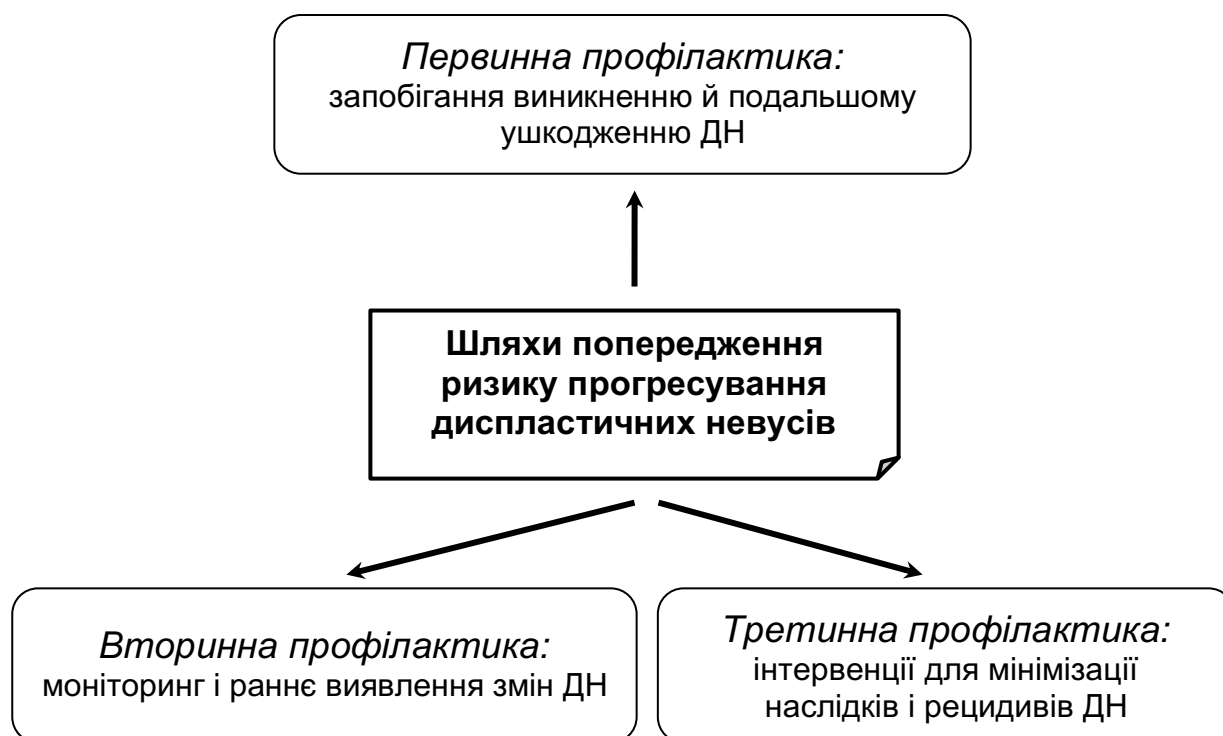 Первинна профілактика:
запобігання виникненню й подальшому
ушкодженню ДН
Шляхи попередження
ризику прогресування
диспластичних невусів
Вторинна профілактика:
моніторинг і раннє виявлення змін ДН
Третинна профілактика:
інтервенції для мінімізації
наслідків і рецидивів ДН